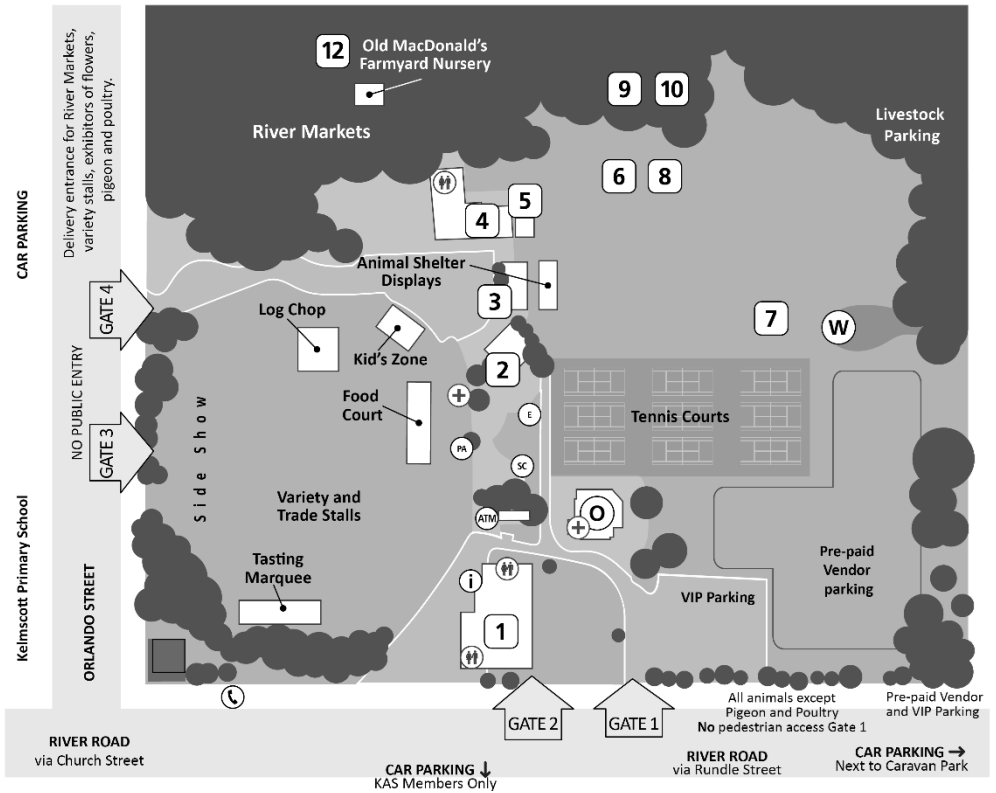 12
Old MacDonald's
Farmyard Nursery
River Markets
9
10
Livestock
Parking
6
8
5
4
Animal Shelter
Displays
3
7
W
Log Chop
Kid's Zone
2
Food
Court
E
PA
SC
Tennis Courts
Side Show
Variety and
Trade Stalls
ATM
O
Tasting
Marquee
i
1
VIP Parking
Pre-paid
Vendor
parking
CAR PARKING
Delivery entrance for River Markets,
variety stalls, exhibitors of flowers,
pigeon and poultry.
GATE 4
NO PUBLIC ENTRY
GATE 3
Kelmscott Primary School
ORLANDO STREET
GATE 2
GATE 1
All animals except
Pigeon and Poultry
No pedestrian access Gate 1
Pre-paid Vendor
and VIP Parking
RIVER ROAD
via Church Street
CAR PARKING ↓
KAS Members Only
RIVER ROAD
via Rundle Street
CAR PARKING →
Next to Caravan Park